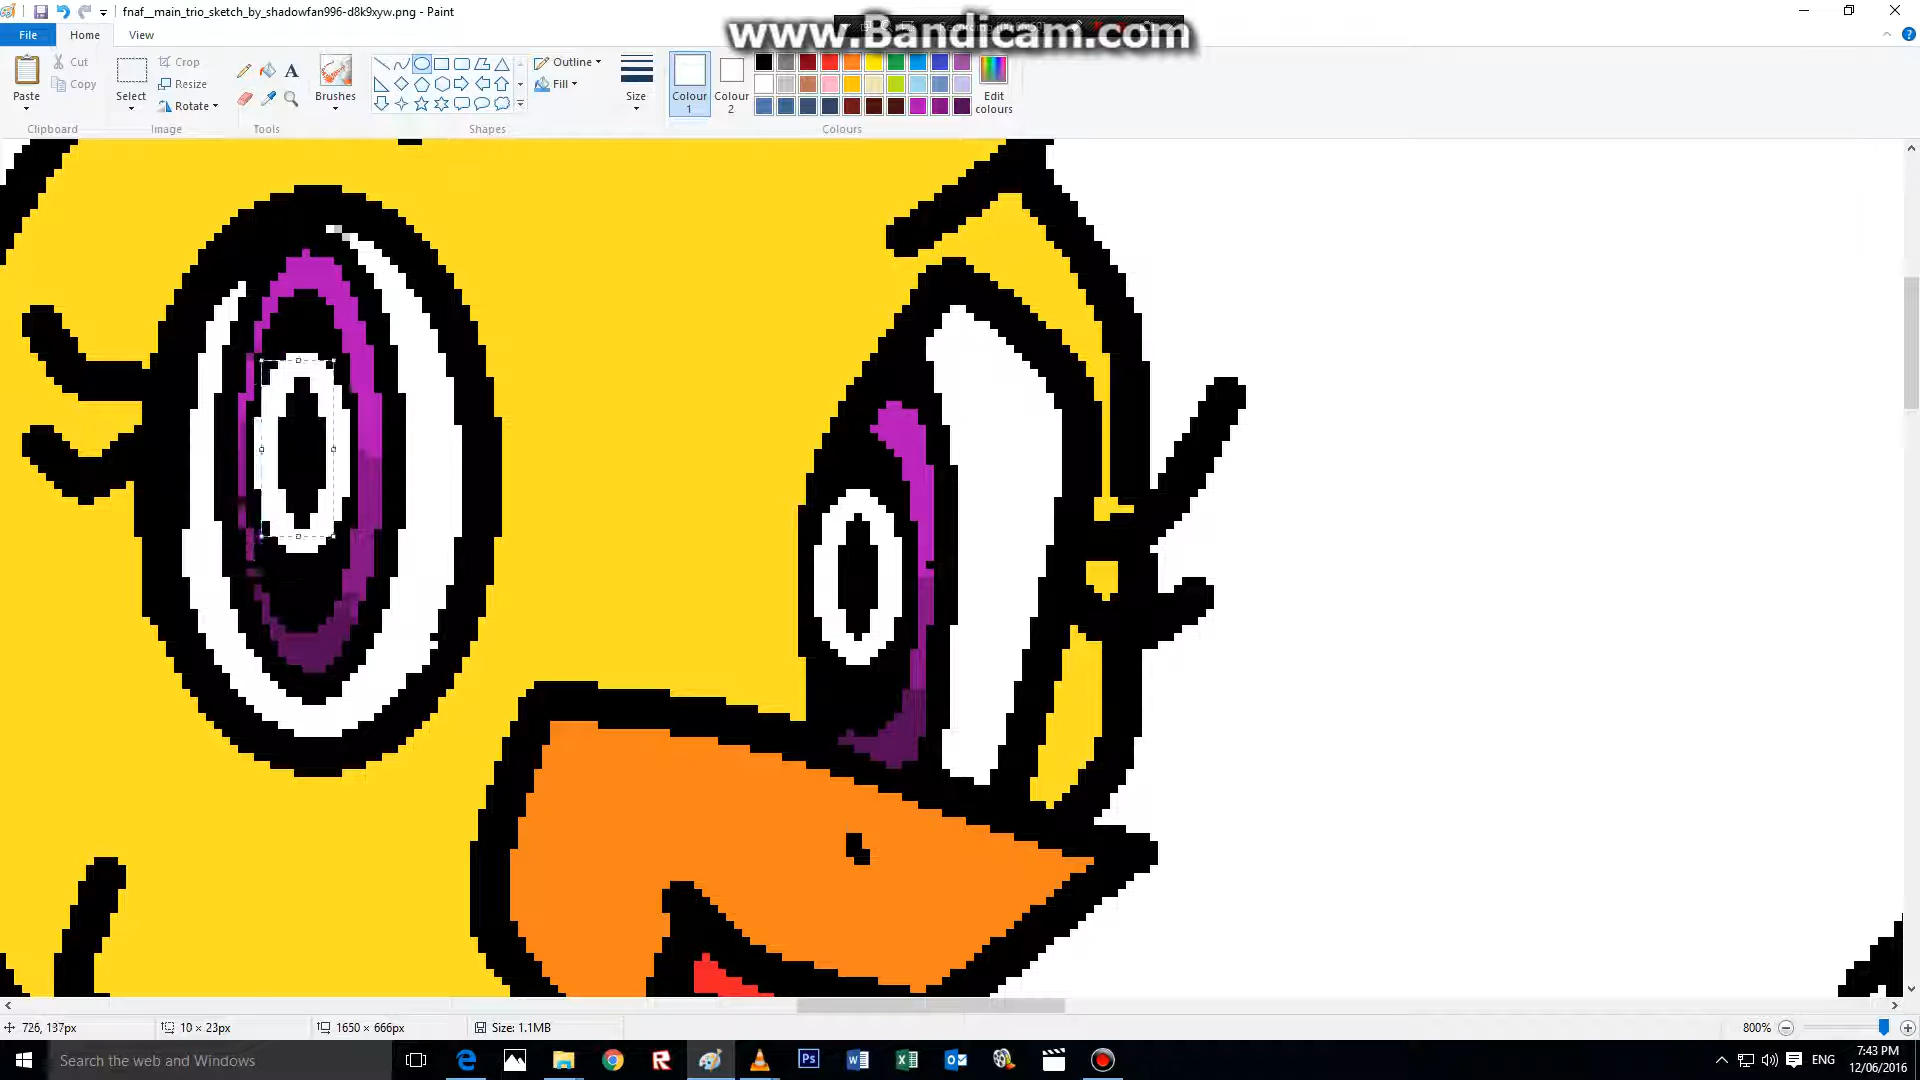 fnaf__main_trio_sketch_by_shadowfan996-d8k9xyw.png - Paint
www.Bandicam.com
File
Home
View
Paste
Cut
Copy
Clipboard
Select
Crop
Resize
Rotate
Image
Tools
Brushes
Outline
Fill
Shapes
Size
Colour 1
Colour 2
Edit colours
Colours
726, 137px
10 × 23px
1650 × 666px
Size: 1.1MB
800%
Search the web and Windows
ENG
7:43 PM
12/06/2016